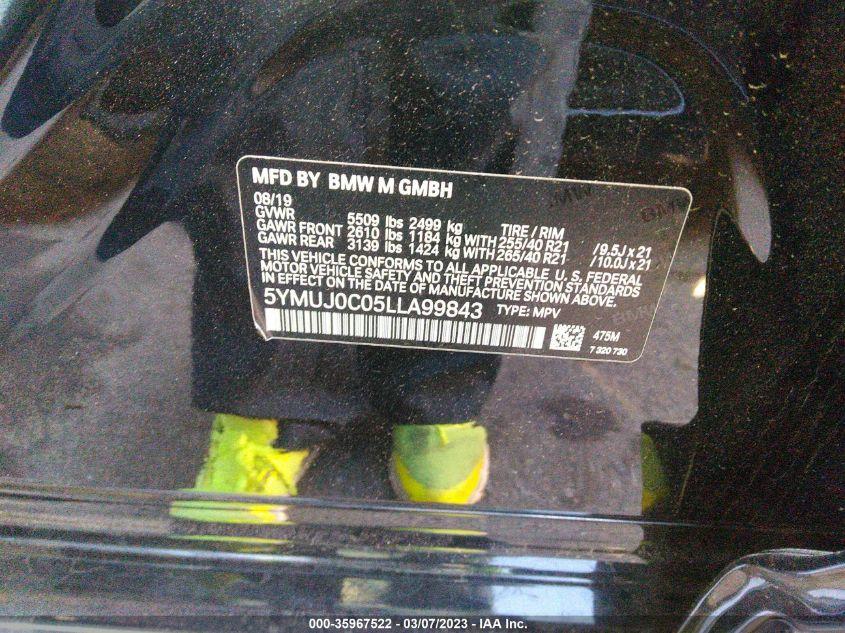 MFD BY BMW M GMBH
08/19
GVWR 5509 lbs 2499 kg TIRE / RIM
GAWR FRONT 2610 lbs 1184 kg WITH 255/40 R21 /9.5J x 21
GAWR REAR 3139 lbs 1424 kg WITH 265/40 R21 /10.0J x 21
THIS VEHICLE CONFORMS TO ALL APPLICABLE U. S. FEDERAL
MOTOR VEHICLE SAFETY AND THEFT PREVENTION STANDARDS
IN EFFECT ON THE DATE OF MANUFACTURE SHOWN ABOVE.
5YMUJ0C05LLA99843 TYPE: MPV
475M
7 320 730
000-35967522 - 03/07/2023 - IAA Inc.